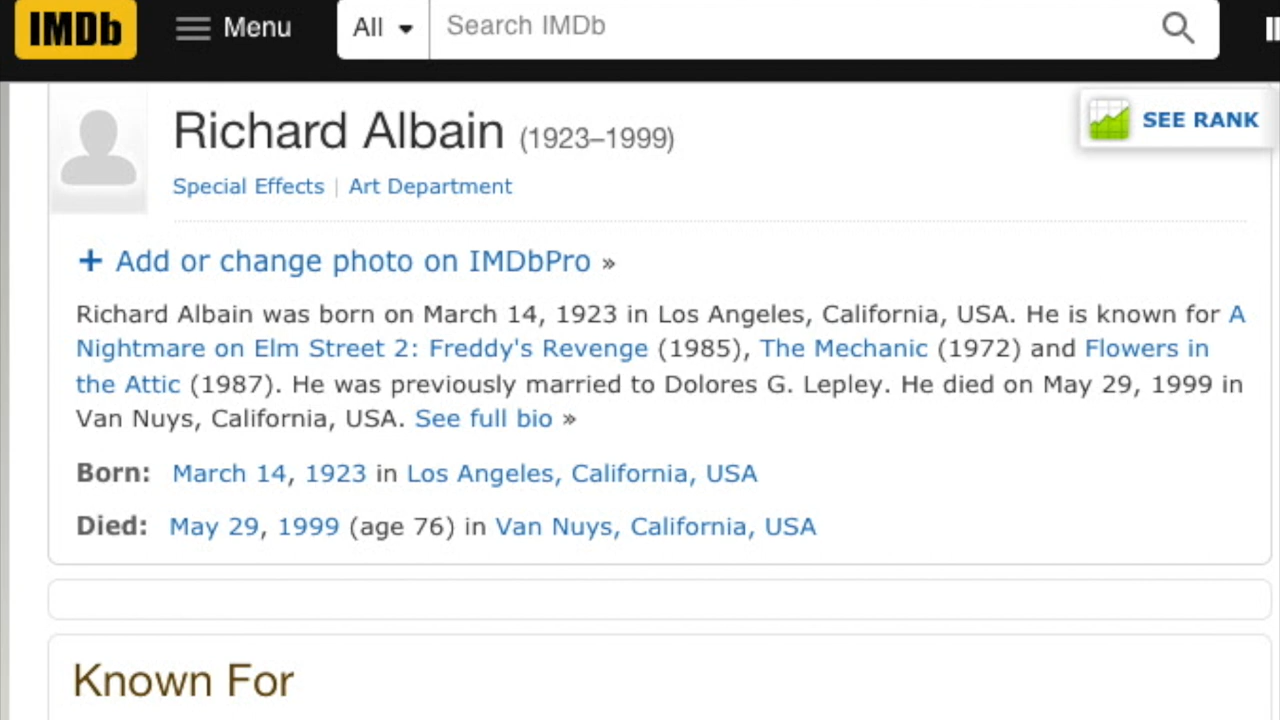 IMDb Menu All Search IMDb
Richard Albain (1923–1999)
SEE RANK
Special Effects | Art Department
+ Add or change photo on IMDbPro »
Richard Albain was born on March 14, 1923 in Los Angeles, California, USA. He is known for A
Nightmare on Elm Street 2: Freddy's Revenge (1985), The Mechanic (1972) and Flowers in
the Attic (1987). He was previously married to Dolores G. Lepley. He died on May 29, 1999 in
Van Nuys, California, USA. See full bio »
Born: March 14, 1923 in Los Angeles, California, USA
Died: May 29, 1999 (age 76) in Van Nuys, California, USA
Known For